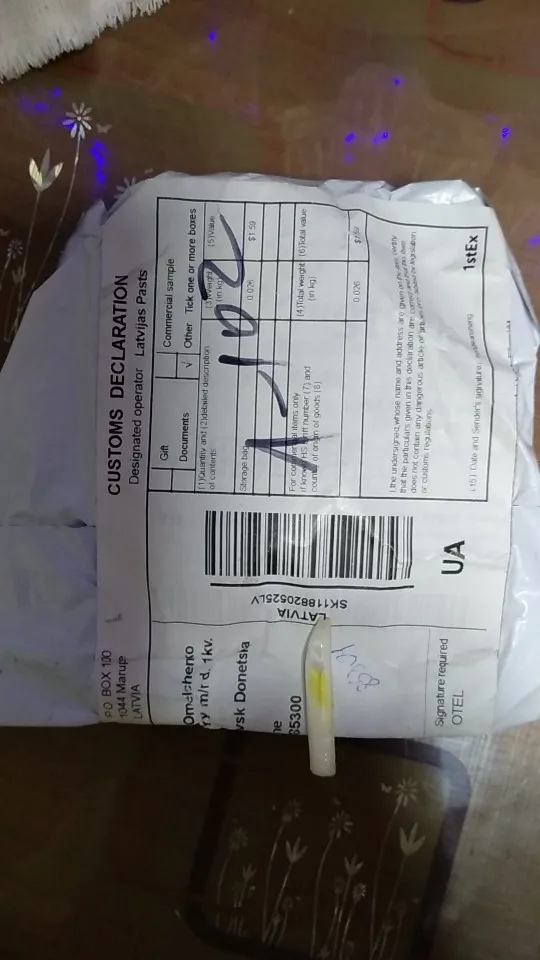 CUSTOMS DECLARATION
Designated operator Latvijas Pasts
Gift
Commercial sample
Documents
√ Other Tick one or more boxes
(1)Quantity and (2)detailed description
of contents
(3)Weight
(in kg)
(5)Value
Storage bag
0.026
$1.59
For commercial items only
If known, HS tariff number (7) and
country of origin of goods (8)
(4)Total weight
(in kg)
(6)Total value
0.026
$1.59
I, the undersigned, whose name and address are given on the item, certify
that the particulars given in this declaration are correct and that this item
does not contain any dangerous article or articles prohibited by legislation
or customs regulations
(15) Date and Sender's signature
1stEx
1-102
P.O. BOX 100
1044 Marupe
LATVIA
LATVIA
SK118820525LV
UA
Omelchenko
ry m/r d. 1kv.
vsk Donetska
ne
85300
Signature required
OTEL